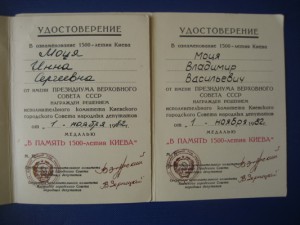 УДОСТОВЕРЕНИЕ
В ознаменование 1500-летия Киева
Моця
Инна
Сергеевна
от имени ПРЕЗИДИУМА ВЕРХОВНОГО
СОВЕТА СССР
НАГРАЖДЕН РЕШЕНИЕМ
исполнительного комитета Киевского
городского Совета народных депутатов
от 1 - ноября 1982г.
МЕДАЛЬЮ
"В ПАМЯТЬ 1500-летия КИЕВА"
УДОСТОВЕРЕНИЕ
В ознаменование 1500-летия Киева
Моця
Владимир
Васильевич
от имени ПРЕЗИДИУМА ВЕРХОВНОГО
СОВЕТА СССР
НАГРАЖДЕН РЕШЕНИЕМ
исполнительного комитета Киевского
городского Совета народных депутатов
от 1 - НОЯБРЯ 1982г.
МЕДАЛЬЮ
"В ПАМЯТЬ 1500-летия КИЕВА"